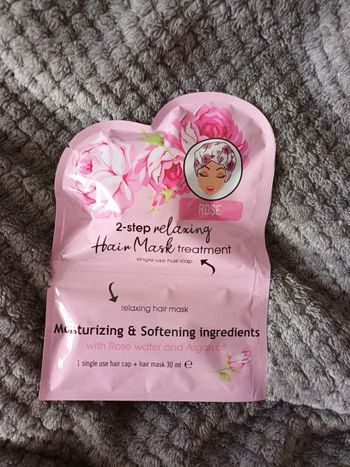 ROSE
2-step relaxing
Hair Mask treatment
single use hair cap
relaxing hair mask
Moisturizing & Softening ingredients
with Rose water and Argan oil
1 single use hair cap + hair mask 30 ml ℮